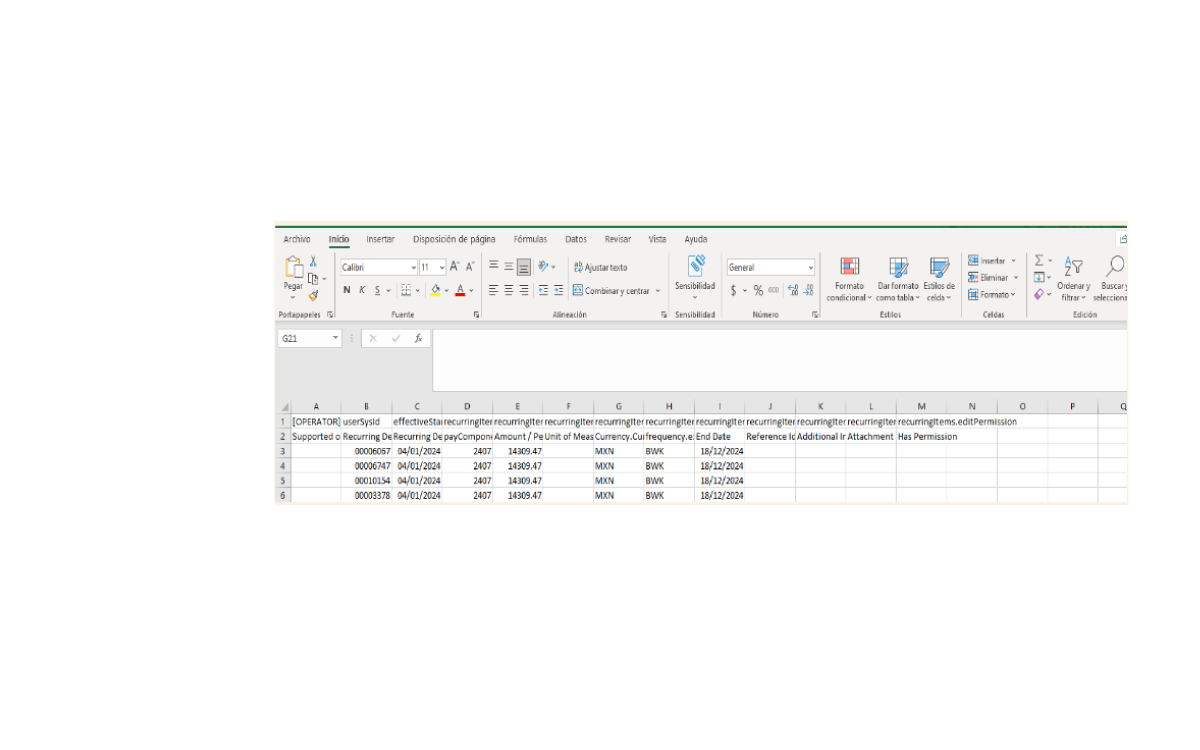 Archivo Inicio Insertar Disposición de página Fórmulas Datos Revisar Vista Ayuda
Pegar
Portapapeles
Calibri 11 A A
N K S A
Fuente
Ajustar texto
Combinar y centrar
Alineación
Sensibilidad
Sensibilidad
General
$ % 000
Número
Formato condicional
Dar formato como tabla
Estilos de celda
Estilos
Insertar
Eliminar
Formato
Celdas
Ordenar y filtrar
Buscar y
Edición
G21 fx
A B C D E F G H I J K L M N O P Q
1 [OPERATOR] userSysId effectiveStar recurringIter recurringIter recurringIter recurringIter recurringIter recurringIter recurringIter recurringIter recurringIter recurringItems.editPermission
2 Supported o Recurring De Recurring De payCompon Amount / Pe Unit of Meas Currency.Cur frequency.e End Date Reference Id Additional Ir Attachment Has Permission
3 00006067 04/01/2024 2407 14309.47 MXN BWK 18/12/2024
4 00006747 04/01/2024 2407 14309.47 MXN BWK 18/12/2024
5 00010154 04/01/2024 2407 14309.47 MXN BWK 18/12/2024
6 00003378 04/01/2024 2407 14309.47 MXN BWK 18/12/2024